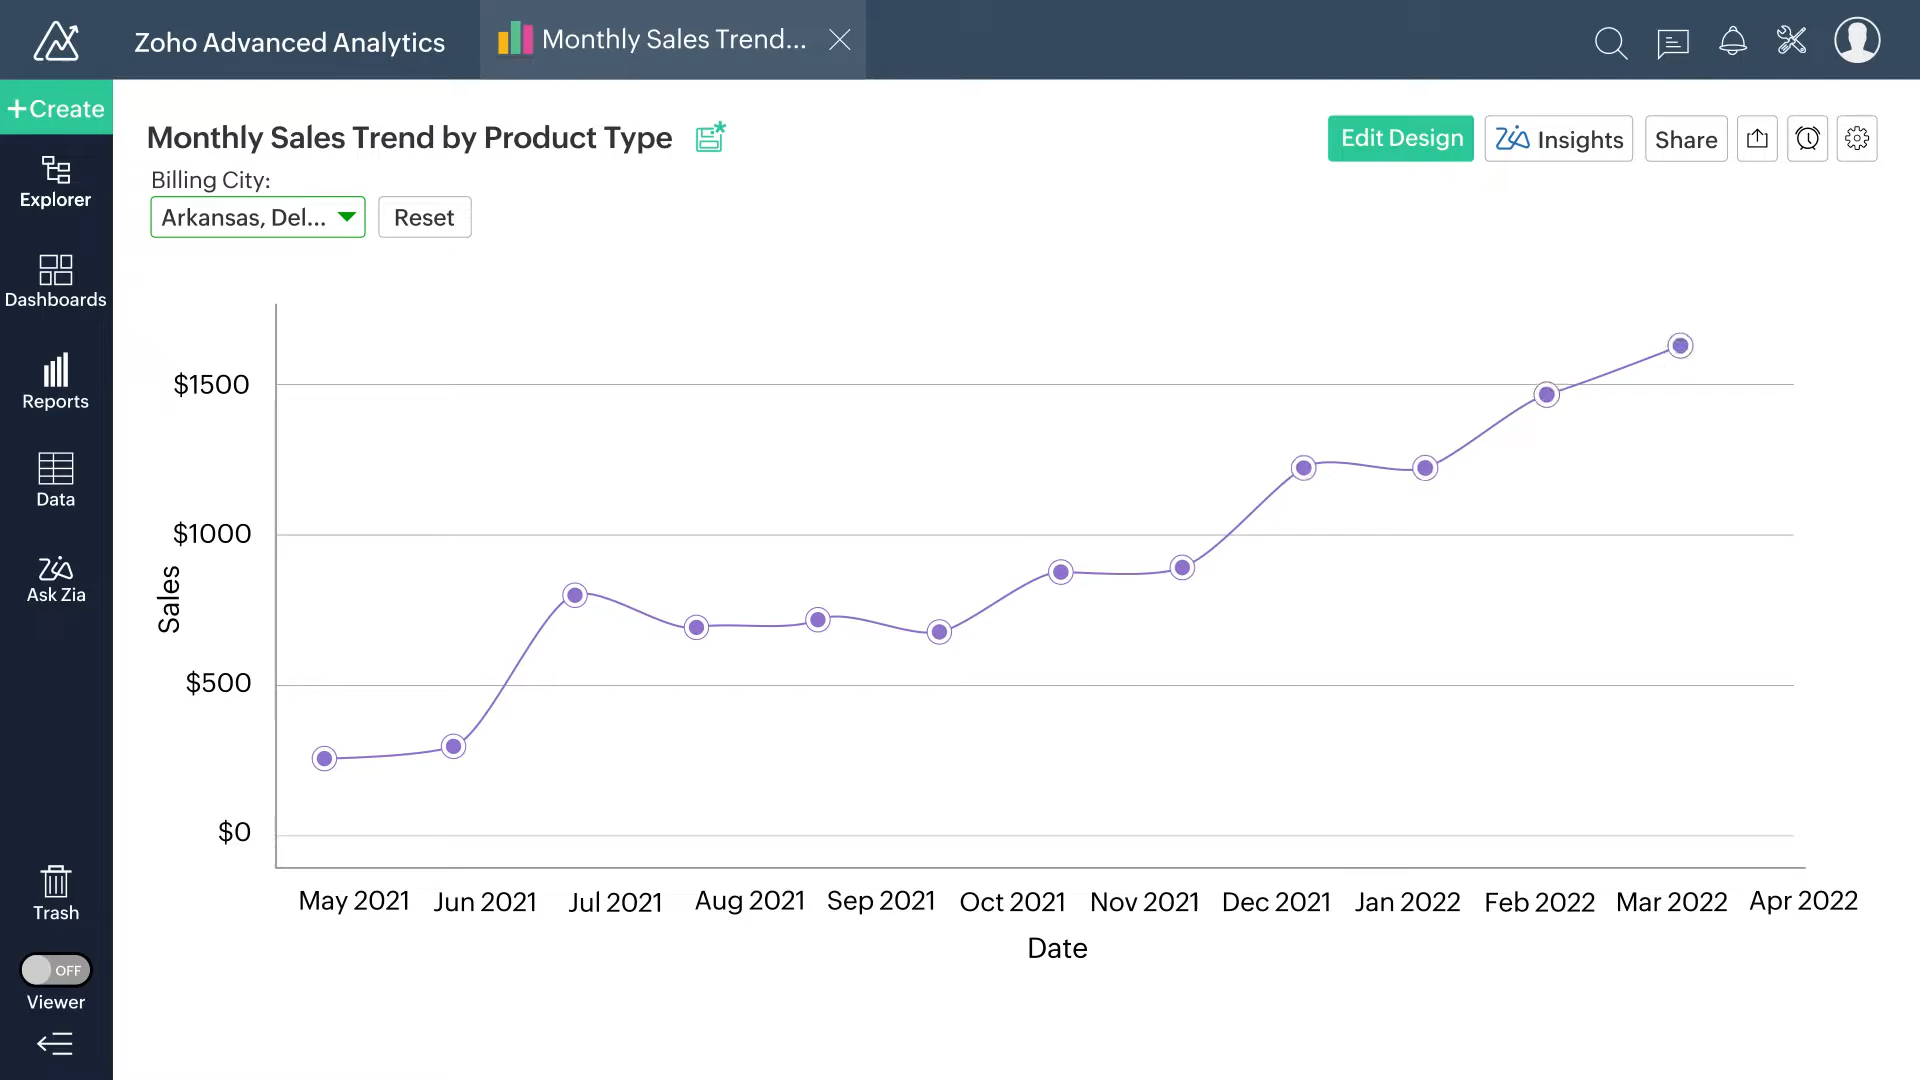 Zoho Advanced Analytics
Monthly Sales Trend...
+Create
Explorer
Dashboards
Reports
Data
Ask Zia
Trash
OFF
Viewer
Monthly Sales Trend by Product Type
Edit Design
Zia Insights
Share
Billing City:
Arkansas, Del...
Reset
$1500
$1000
$500
$0
Sales
May 2021
Jun 2021
Jul 2021
Aug 2021
Sep 2021
Oct 2021
Nov 2021
Dec 2021
Jan 2022
Feb 2022
Mar 2022
Apr 2022
Date